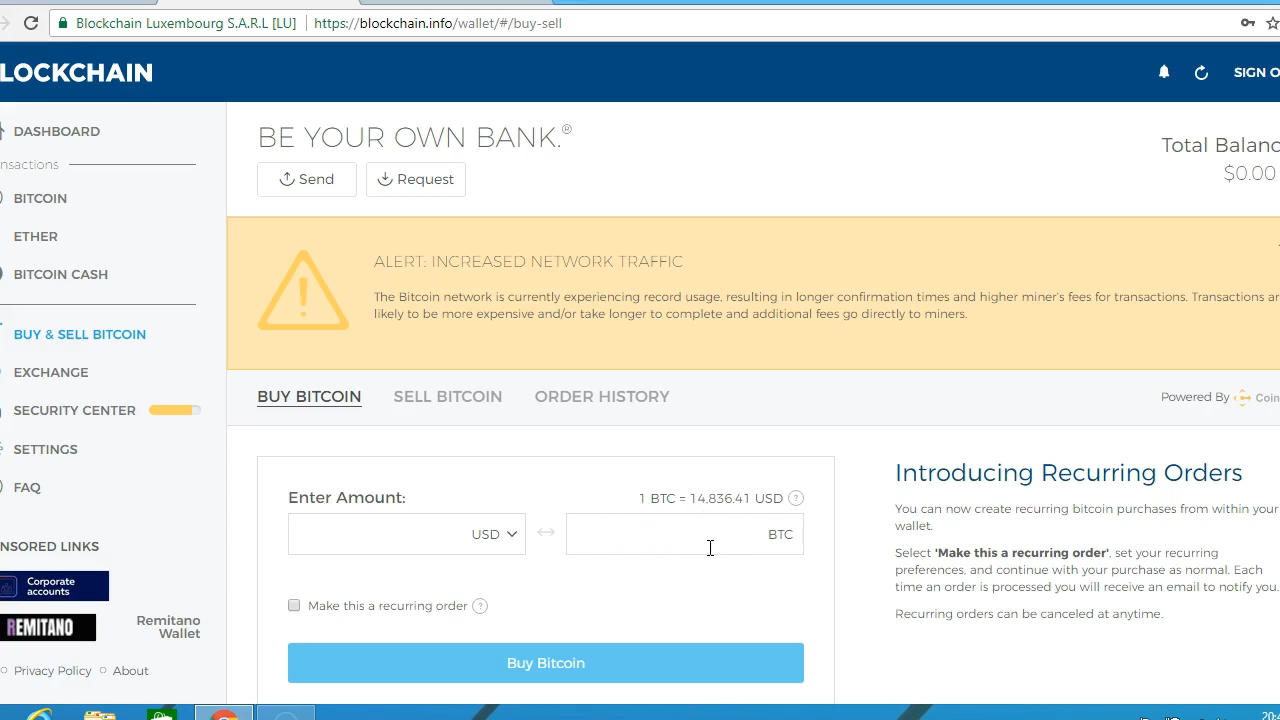 Blockchain Luxembourg S.A.R.L [LU] https://blockchain.info/wallet/#/buy-sell
LOCKCHAIN
SIGN O
DASHBOARD
nsactions
BITCOIN
ETHER
BITCOIN CASH
BUY & SELL BITCOIN
EXCHANGE
SECURITY CENTER
SETTINGS
FAQ
NSORED LINKS
Corporate
accounts
REMITANO
Remitano
Wallet
Privacy Policy About
BE YOUR OWN BANK.®
Send Request
Total Balanc
$0.00
ALERT: INCREASED NETWORK TRAFFIC
The Bitcoin network is currently experiencing record usage, resulting in longer confirmation times and higher miner's fees for transactions. Transactions ar
likely to be more expensive and/or take longer to complete and additional fees go directly to miners.
BUY BITCOIN SELL BITCOIN ORDER HISTORY
Powered By Coin
Enter Amount: 1 BTC = 14,836.41 USD ?
USD BTC
Make this a recurring order ?
Buy Bitcoin
Introducing Recurring Orders
You can now create recurring bitcoin purchases from within your
wallet.
Select 'Make this a recurring order', set your recurring
preferences, and continue with your purchase as normal. Each
time an order is processed you will receive an email to notify you.
Recurring orders can be canceled at anytime.